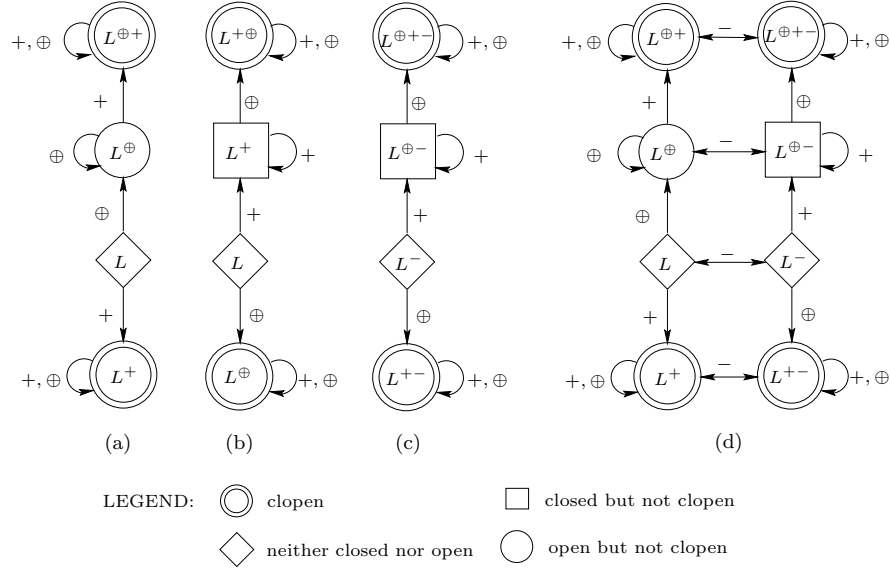 L⊕+ L+⊕ L⊕+− L⊕+ − L⊕+−
+, ⊕ +, ⊕ +, ⊕ +, ⊕ +, ⊕
+ ⊕ ⊕ + ⊕
⊕ L⊕ L+ + L⊕− + ⊕ L⊕ − L⊕− +
⊕ + + ⊕ +
L L L− L − L−
+ ⊕ ⊕ + ⊕
+, ⊕ L+ L⊕ +, ⊕ L+− +, ⊕ +, ⊕ L+ − L+− +, ⊕
(a) (b) (c) (d)
LEGEND: clopen closed but not clopen
neither closed nor open open but not clopen